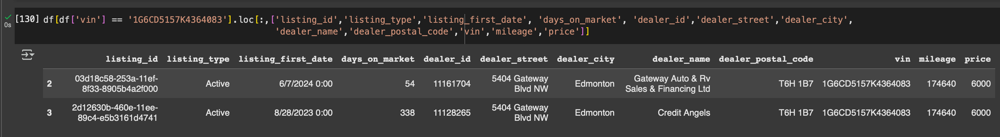 [130] df[df['vin'] == '1G6CD5157K4364083'].loc[:,['listing_id','listing_type','listing_first_date', 'days_on_market', 'dealer_id','dealer_street','dealer_city',
0s
'dealer_name','dealer_postal_code','vin','mileage','price']]
listing_id listing_type listing_first_date days_on_market dealer_id dealer_street dealer_city dealer_name dealer_postal_code vin mileage price
2 03d18c58-253a-11ef-8f33-8905b4a2f000 Active 6/7/2024 0:00 54 11161704 5404 Gateway Blvd NW Edmonton Gateway Auto & Rv Sales & Financing Ltd T6H 1B7 1G6CD5157K4364083 174640 6000
3 2d12630b-460e-11ee-89c4-e5b3161d4741 Active 8/28/2023 0:00 338 11128265 5404 Gateway Blvd NW Edmonton Credit Angels T6H 1B7 1G6CD5157K4364083 174640 6000